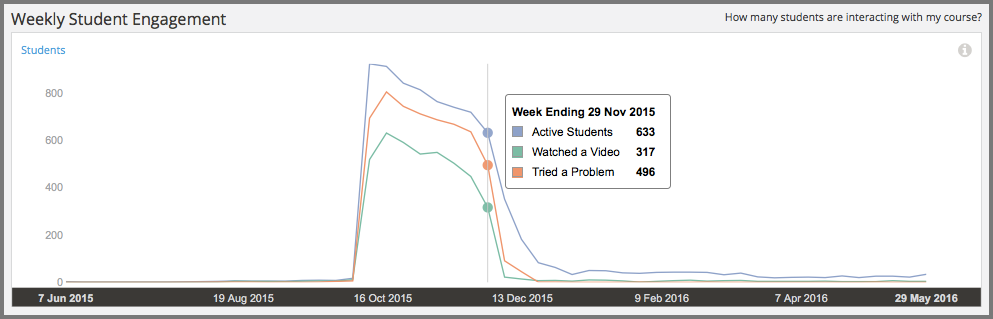 Weekly Student Engagement
How many students are interacting with my course?
Students
800
600
400
200
0
Week Ending 29 Nov 2015
Active Students 633
Watched a Video 317
Tried a Problem 496
7 Jun 2015 19 Aug 2015 16 Oct 2015 13 Dec 2015 9 Feb 2016 7 Apr 2016 29 May 2016